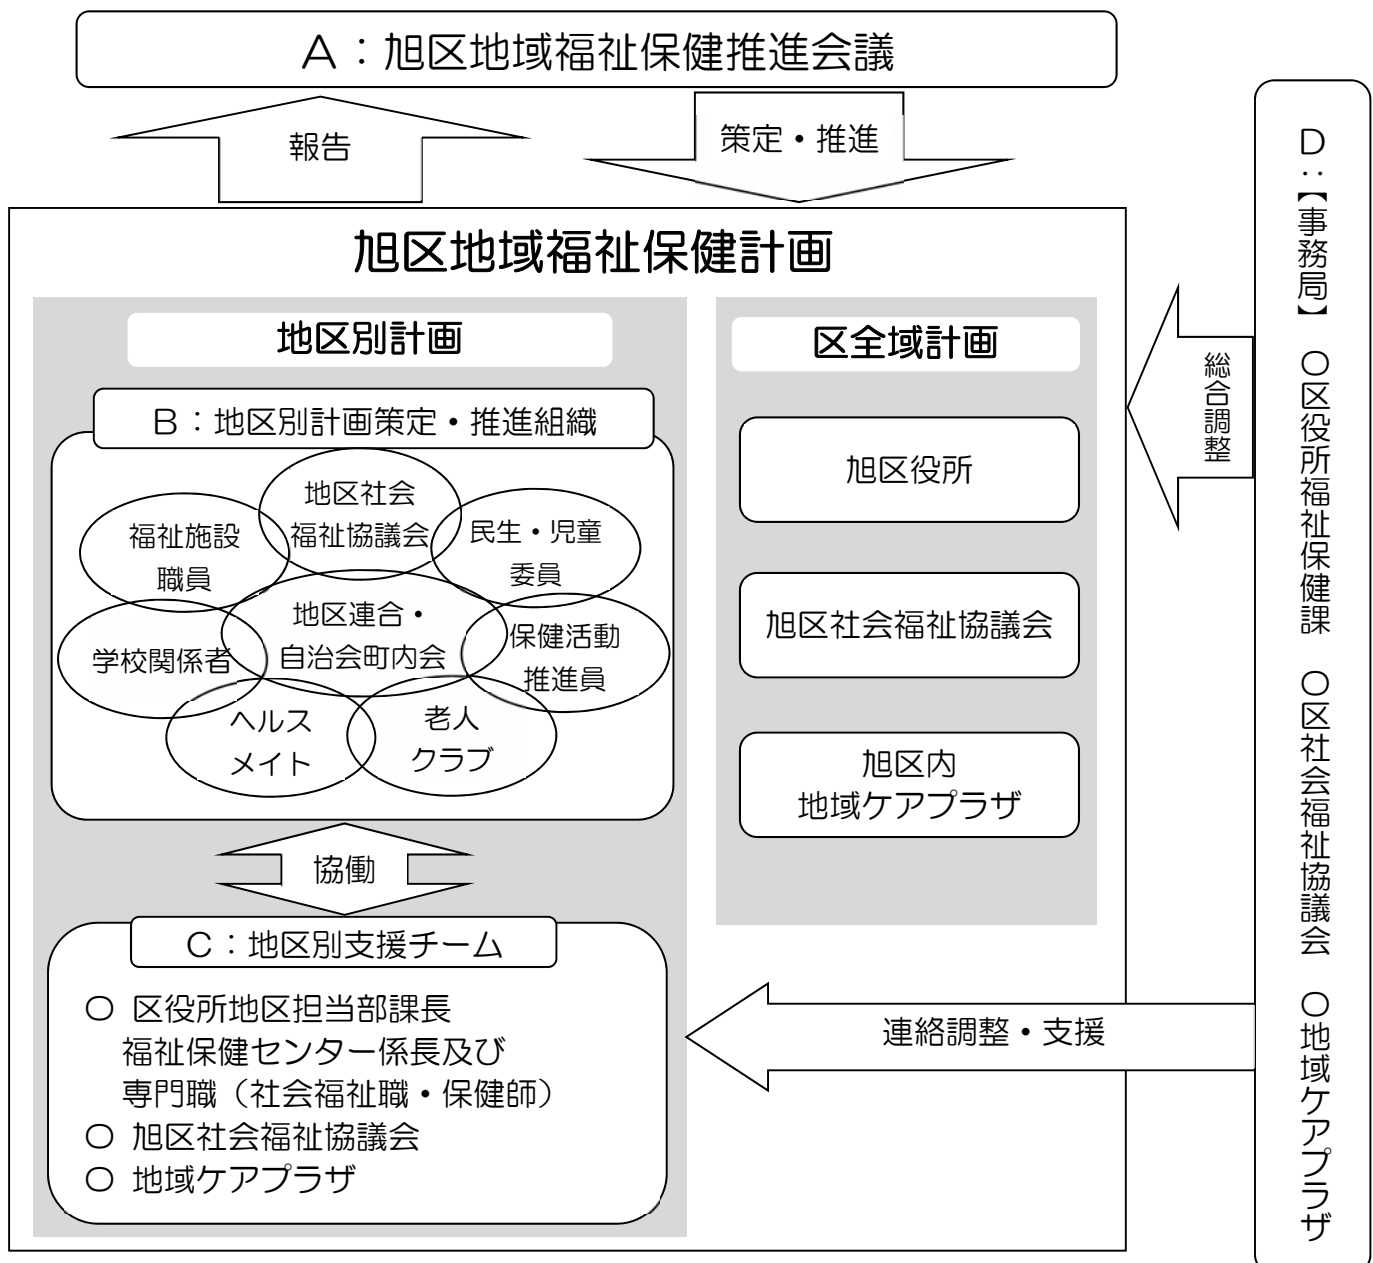 A：旭区地域福祉保健推進会議
報告
策定・推進
旭区地域福祉保健計画
地区別計画
B：地区別計画策定・推進組織
地区社会
福祉協議会
福祉施設
職員
民生・児童
委員
地区連合・
自治会町内会
学校関係者
保健活動
推進員
ヘルス
メイト
老人
クラブ
協働
C：地区別支援チーム
〇 区役所地区担当部課長
福祉保健センター係長及び
専門職（社会福祉職・保健師）
〇 旭区社会福祉協議会
〇 地域ケアプラザ
区全域計画
旭区役所
旭区社会福祉協議会
旭区内
地域ケアプラザ
総合調整
連絡調整・支援
D：【事務局】 〇区役所福祉保健課 〇区社会福祉協議会 〇地域ケアプラザ